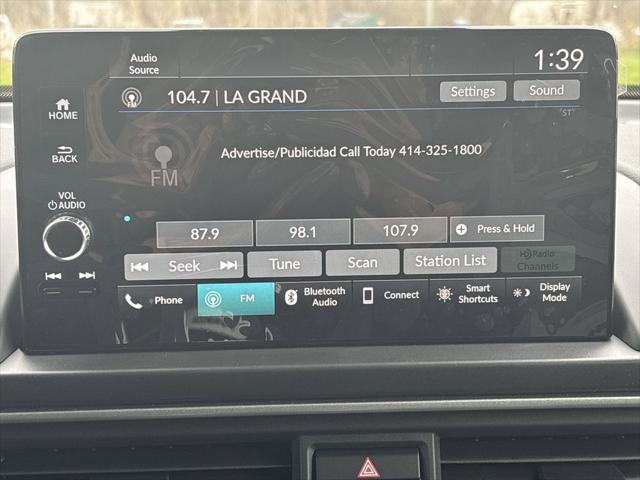 Audio
Source
1:39
FM
104.7 | LA GRAND
Settings
Sound
HOME
"ST"
Advertise/Publicidad Call Today 414-325-1800
BACK
FM
VOL
AUDIO
87.9
98.1
107.9
Press & Hold
Seek
Tune
Scan
Station List
HD Radio
Channels
Phone
FM
Bluetooth
Audio
Connect
Smart
Shortcuts
Display
Mode